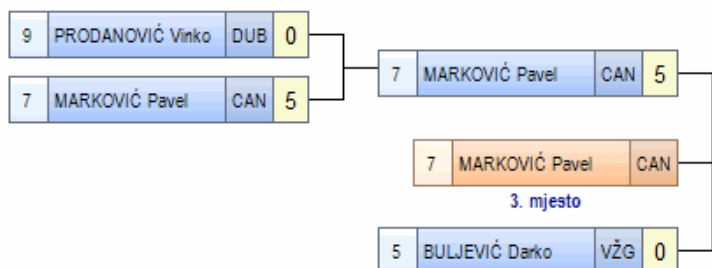 9 PRODANOVIĆ Vinko DUB 0
7 MARKOVIĆ Pavel CAN 5
7 MARKOVIĆ Pavel CAN 5
7 MARKOVIĆ Pavel CAN
3. mjesto
5 BULJEVIĆ Darko VŽG 0